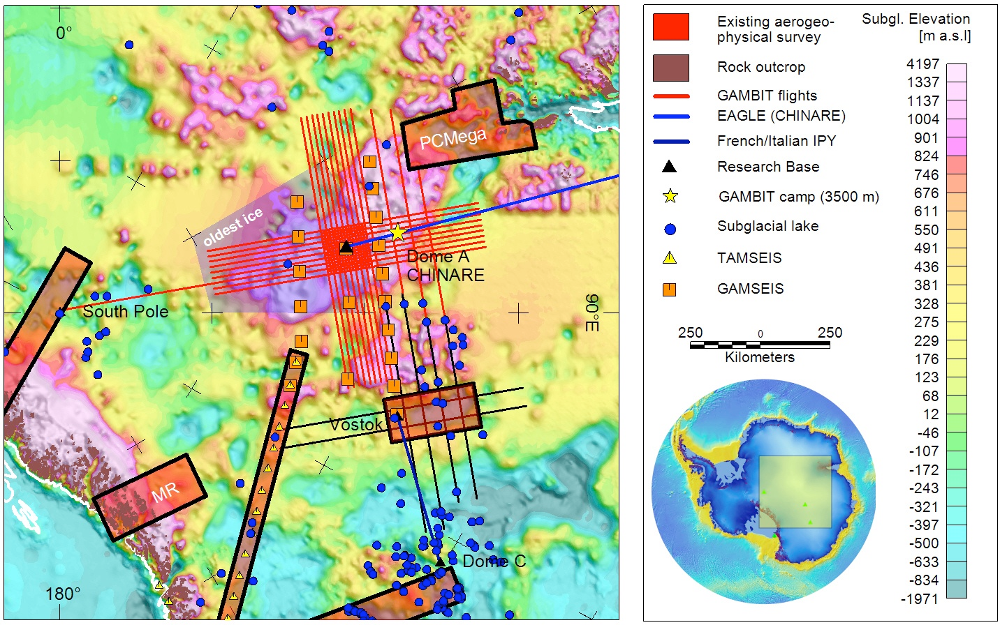 0°
PCMega
oldest ice
Dome A
CHINARE
South Pole
90°E
Vostok
MR
Dome C
180°
Existing aerogeo-
physical survey
Rock outcrop
GAMBIT flights
EAGLE (CHINARE)
French/Italian IPY
Research Base
GAMBIT camp (3500 m)
Subglacial lake
TAMSEIS
GAMSEIS
250 0 250
Kilometers
Subgl. Elevation
[m a.s.l]
4197
1337
1137
1004
901
824
746
676
611
550
491
436
381
328
275
229
176
123
68
12
-46
-107
-172
-243
-321
-397
-500
-633
-834
-1971